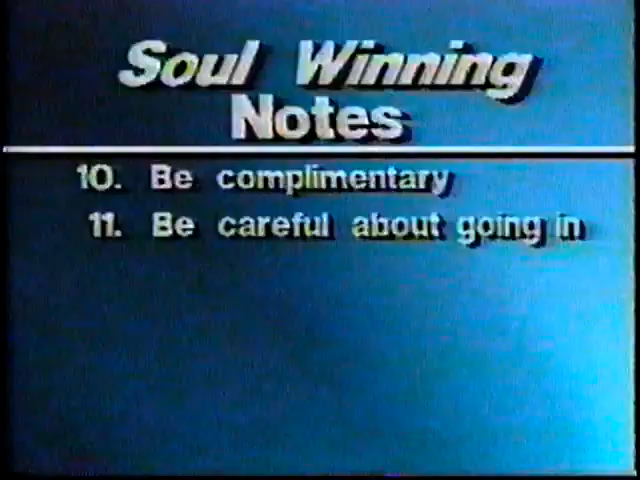 Soul Winning
Notes
10. Be complimentary
11. Be careful about going in